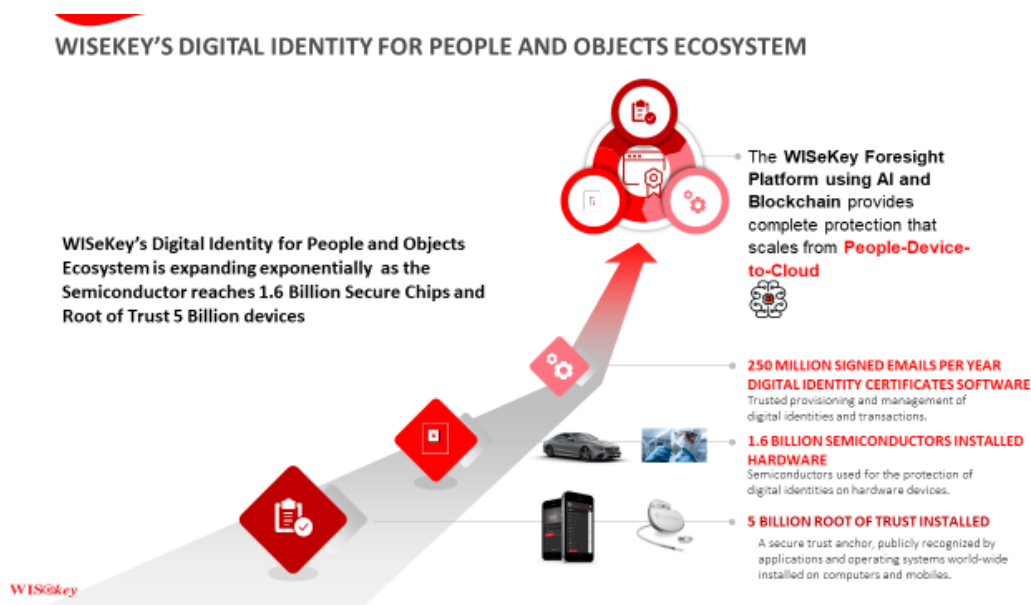 WISEKEY'S DIGITAL IDENTITY FOR PEOPLE AND OBJECTS ECOSYSTEM
WISeKey's Digital Identity for People and Objects
Ecosystem is expanding exponentially as the
Semiconductor reaches 1.6 Billion Secure Chips and
Root of Trust 5 Billion devices
The WISeKey Foresight
Platform using AI and
Blockchain provides
complete protection that
scales from People-Device-
to-Cloud
250 MILLION SIGNED EMAILS PER YEAR
DIGITAL IDENTITY CERTIFICATES SOFTWARE
Trusted provisioning and management of
digital identities and transactions.
1.6 BILLION SEMICONDUCTORS INSTALLED
HARDWARE
Semiconductors used for the protection of
digital identities on hardware devices.
5 BILLION ROOT OF TRUST INSTALLED
A secure trust anchor, publicly recognized by
applications and operating systems world-wide
installed on computers and mobiles.
WIS@key